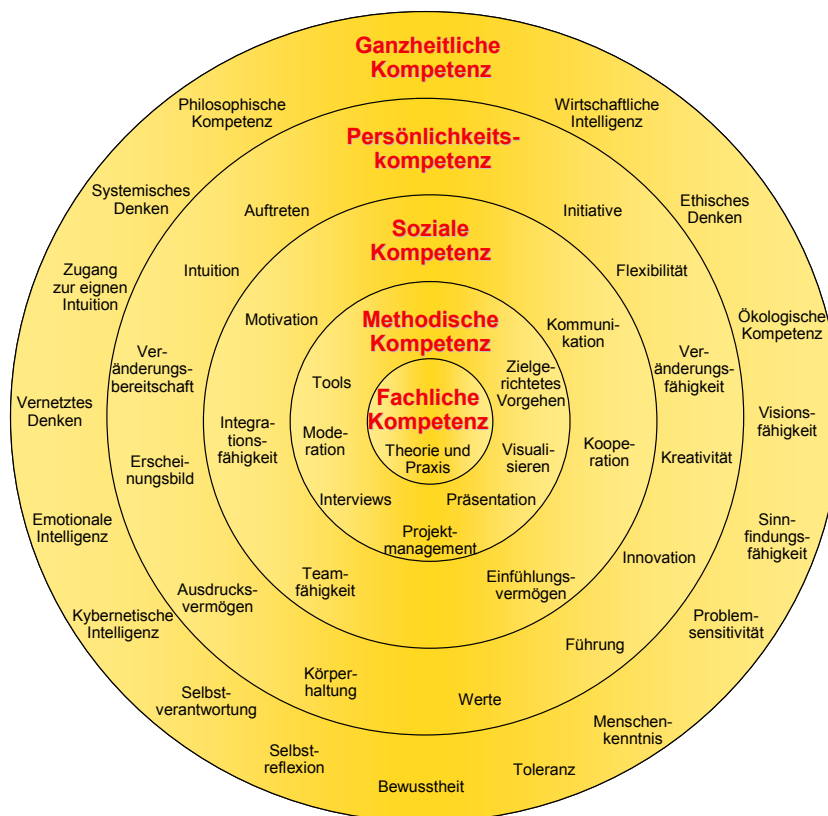 Ganzheitliche
Kompetenz
Philosophische
Kompetenz
Wirtschaftliche
Intelligenz
Systemisches
Denken
Ethisches
Denken
Zugang
zur eignen
Intuition
Ökologische
Kompetenz
Vernetztes
Denken
Visions-
fähigkeit
Emotionale
Intelligenz
Sinn-
findungs-
fähigkeit
Kybernetische
Intelligenz
Problem-
sensitivität
Selbst-
verantwortung
Menschen-
kenntnis
Selbst-
reflexion
Bewusstheit
Toleranz
Persönlichkeits-
kompetenz
Auftreten
Initiative
Intuition
Flexibilität
Ver-
änderungs-
bereitschaft
Ver-
änderungs-
fähigkeit
Erschei-
nungsbild
Kreativität
Ausdrucks-
vermögen
Innovation
Körper-
haltung
Werte
Führung
Soziale
Kompetenz
Motivation
Kommuni-
kation
Integra-
tions-
fähigkeit
Koope-
ration
Team-
fähigkeit
Einfühlungs-
vermögen
Methodische
Kompetenz
Tools
Zielge-
richtetes
Vorgehen
Mode-
ration
Visuali-
sieren
Interviews
Präsentation
Projekt-
management
Fachliche
Kompetenz
Theorie und
Praxis